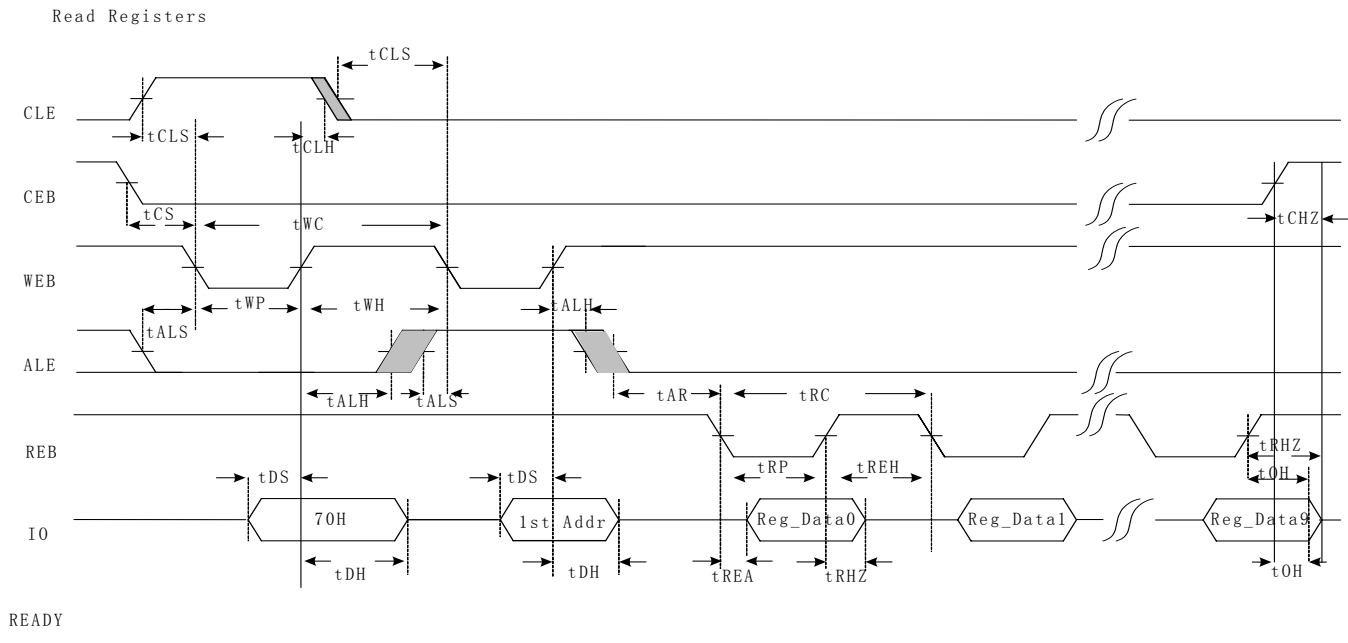 Read Registers
tCLS
CLE
tCLS
tCLH
CEB
tCS
tWC
tCHZ
WEB
tWP
tWH
tALH
tALS
ALE
tALH
tALS
tAR
tRC
REB
tRP
tREH
tRHZ
tDS
tDS
tOH
IO
70H
1st Addr
Reg_Data0
Reg_Data1
Reg_Data9
tDH
tDH
tREA
tRHZ
tOH
READY